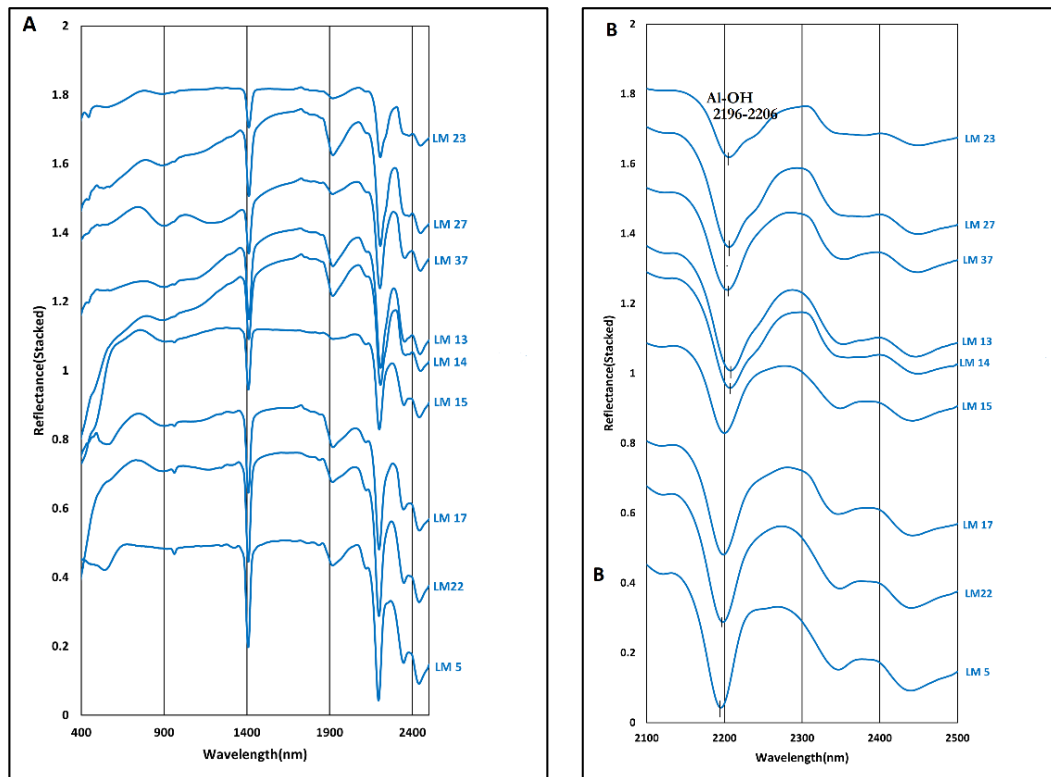 A
2
1.8
1.6
1.4
1.2
1
0.8
0.6
0.4
0.2
0
Reflectance(Stacked)
400
900
1400
1900
2400
Wavelength(nm)
LM 23
LM 27
LM 37
LM 13
LM 14
LM 15
LM 17
LM22
LM 5
B
2
1.8
1.6
1.4
1.2
1
0.8
0.6
0.4
0.2
0
Reflectance(Stacked)
B
Al-OH
2196-2206
2100
2200
2300
2400
2500
Wavelength(nm)
LM 23
LM 27
LM 37
LM 13
LM 14
LM 15
LM 17
LM22
LM 5